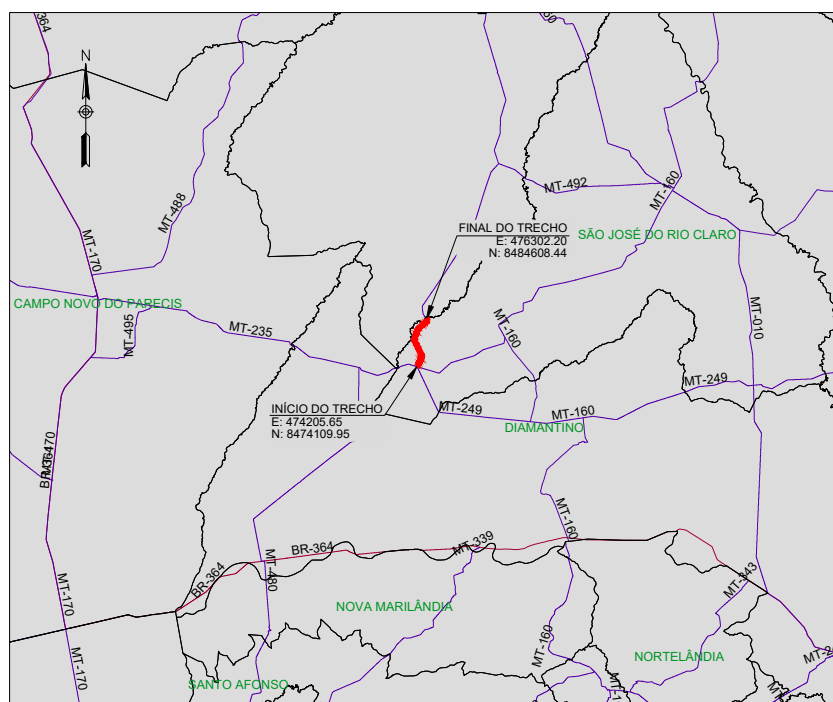 364
N
MT-492
MT-160
MT-488
FINAL DO TRECHO
E: 476302.20
N: 8484608.44
SÃO JOSÉ DO RIO CLARO
MT-170
CAMPO NOVO DO PARECIS
MT-495
MT-235
MT-160
MT-010
MT-249
INÍCIO DO TRECHO
E: 474205.65
N: 8474109.95
MT-249
MT-160
DIAMANTINO
MT-160
MT-339
BR-364
BR-364
MT-480
MT-343
MT-170
NOVA MARILÂNDIA
MT-160
NORTELÂNDIA
MT-170
SANTO AFONSO